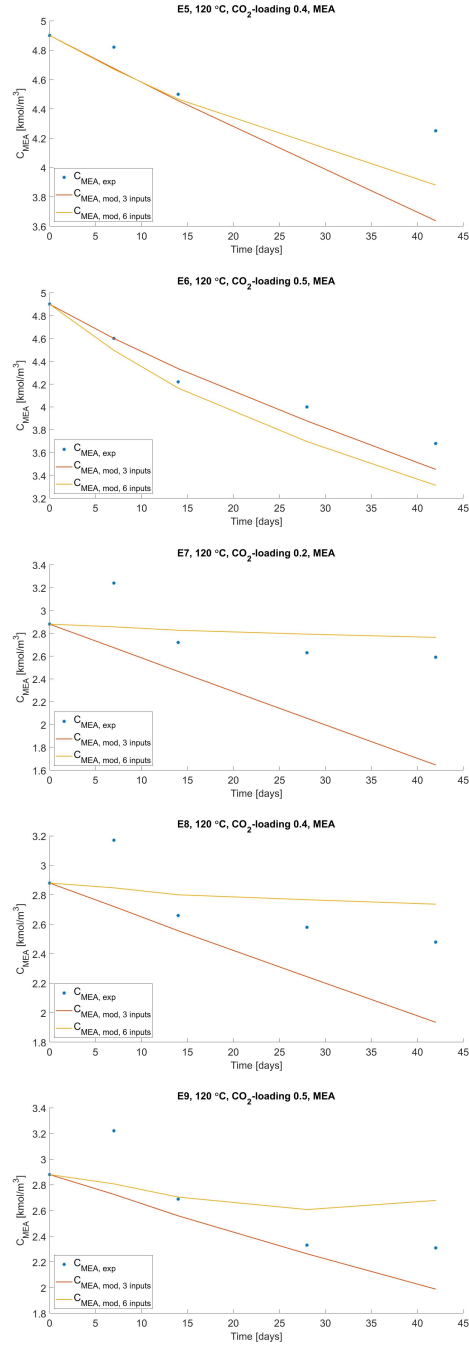 E5, 120 °C, CO2-loading 0.4, MEA
5
4.8
4.6
4.4
4.2
4
3.8
3.6
CMEA [kmol/m3]
CMEA, exp
CMEA, mod, 3 inputs
CMEA, mod, 6 inputs
0 5 10 15 20 25 30 35 40 45
Time [days]
E6, 120 °C, CO2-loading 0.5, MEA
5
4.8
4.6
4.4
4.2
4
3.8
3.6
3.4
3.2
CMEA [kmol/m3]
CMEA, exp
CMEA, mod, 3 inputs
CMEA, mod, 6 inputs
0 5 10 15 20 25 30 35 40 45
Time [days]
E7, 120 °C, CO2-loading 0.2, MEA
3.4
3.2
3
2.8
2.6
2.4
2.2
2
1.8
1.6
CMEA [kmol/m3]
CMEA, exp
CMEA, mod, 3 inputs
CMEA, mod, 6 inputs
0 5 10 15 20 25 30 35 40 45
Time [days]
E8, 120 °C, CO2-loading 0.4, MEA
3.2
3
2.8
2.6
2.4
2.2
2
1.8
CMEA [kmol/m3]
CMEA, exp
CMEA, mod, 3 inputs
CMEA, mod, 6 inputs
0 5 10 15 20 25 30 35 40 45
Time [days]
E9, 120 °C, CO2-loading 0.5, MEA
3.4
3.2
3
2.8
2.6
2.4
2.2
2
1.8
CMEA [kmol/m3]
CMEA, exp
CMEA, mod, 3 inputs
CMEA, mod, 6 inputs
0 5 10 15 20 25 30 35 40 45
Time [days]